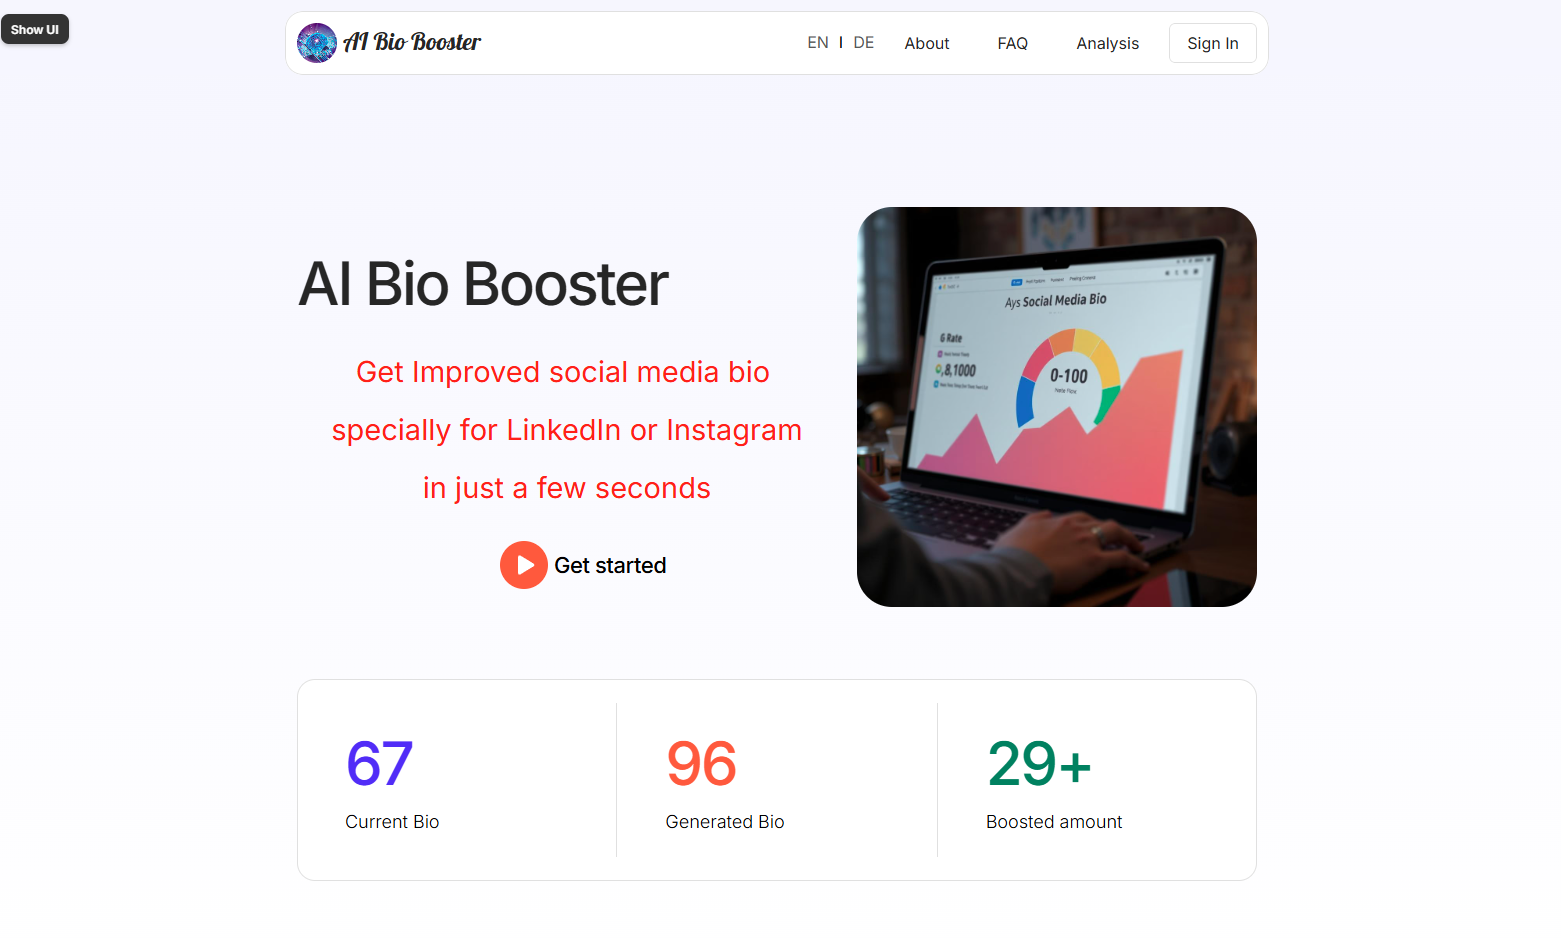 Show UI
AI Bio Booster
EN I DE
About
FAQ
Analysis
Sign In
AI Bio Booster
Get Improved social media bio
specially for LinkedIn or Instagram
in just a few seconds
Get started
Ays Social Media Bio
G Rate
,8,1000
0-100
67
Current Bio
96
Generated Bio
29+
Boosted amount